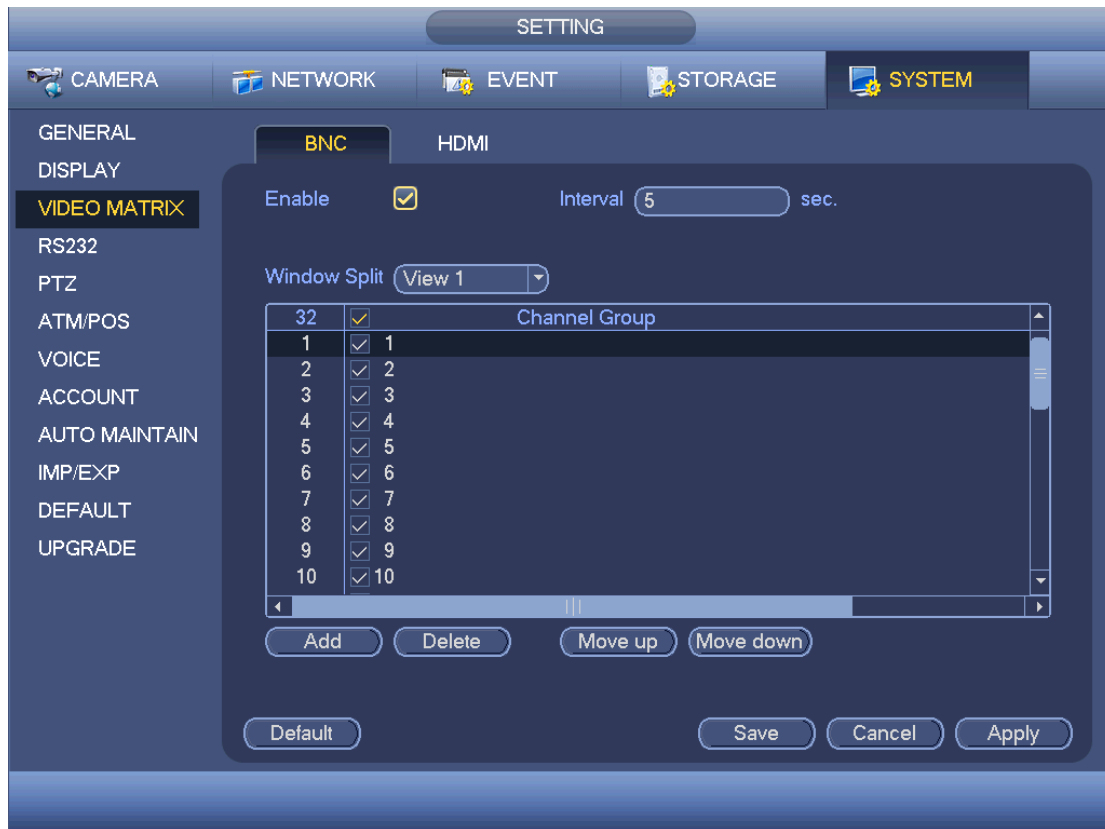 SETTING
CAMERA NETWORK EVENT STORAGE SYSTEM
GENERAL
DISPLAY
VIDEO MATRIX
RS232
PTZ
ATM/POS
VOICE
ACCOUNT
AUTO MAINTAIN
IMP/EXP
DEFAULT
UPGRADE
BNC HDMI
Enable Interval 5 sec.
Window Split View 1
32 Channel Group
1 1
2 2
3 3
4 4
5 5
6 6
7 7
8 8
9 9
10 10
Add Delete Move up Move down
Default Save Cancel Apply